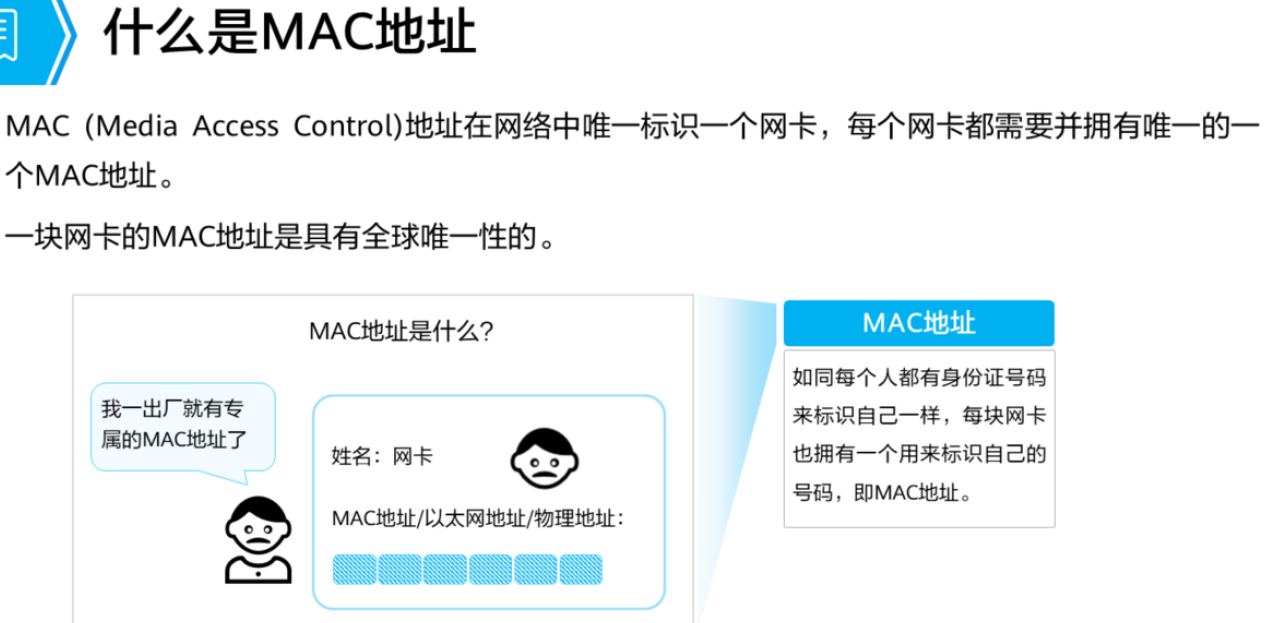 什么是MAC地址
MAC (Media Access Control)地址在网络中唯一标识一个网卡，每个网卡都需要并拥有唯一的一
个MAC地址。
一块网卡的MAC地址是具有全球唯一性的。
MAC地址是什么？
我一出厂就有专
属的MAC地址了
姓名：网卡
MAC地址/以太网地址/物理地址：
MAC地址
如同每个人都有身份证号码
来标识自己一样，每块网卡
也拥有一个用来标识自己的
号码，即MAC地址。